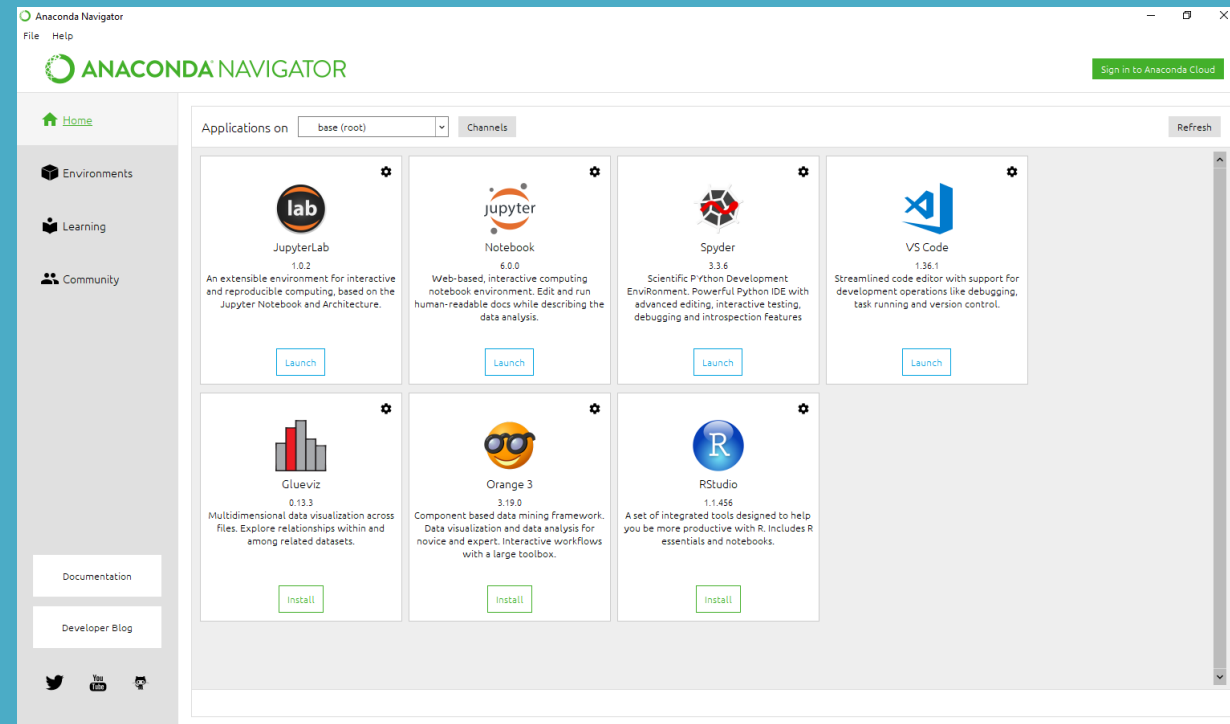 Anaconda Navigator
File Help
ANACONDA NAVIGATOR
Sign in to Anaconda Cloud
Home
Environments
Learning
Community
Documentation
Developer Blog
You
Tube
Applications on base (root) Channels Refresh
lab
JupyterLab
1.0.2
An extensible environment for interactive
and reproducible computing, based on the
Jupyter Notebook and Architecture.
Launch
jupyter
Notebook
6.0.0
Web-based, interactive computing
notebook environment. Edit and run
human-readable docs while describing the
data analysis.
Launch
Spyder
3.3.6
Scientific PYthon Development
EnviRonment. Powerful Python IDE with
advanced editing, interactive testing,
debugging and introspection features
Launch
VS Code
1.36.1
Streamlined code editor with support for
development operations like debugging,
task running and version control.
Launch
Glueviz
0.13.3
Multidimensional data visualization across
files. Explore relationships within and
among related datasets.
Install
Orange 3
3.19.0
Component based data mining framework.
Data visualization and data analysis for
novice and expert. Interactive workflows
with a large toolbox.
Install
R
RStudio
1.1.456
A set of integrated tools designed to help
you be more productive with R. Includes R
essentials and notebooks.
Install